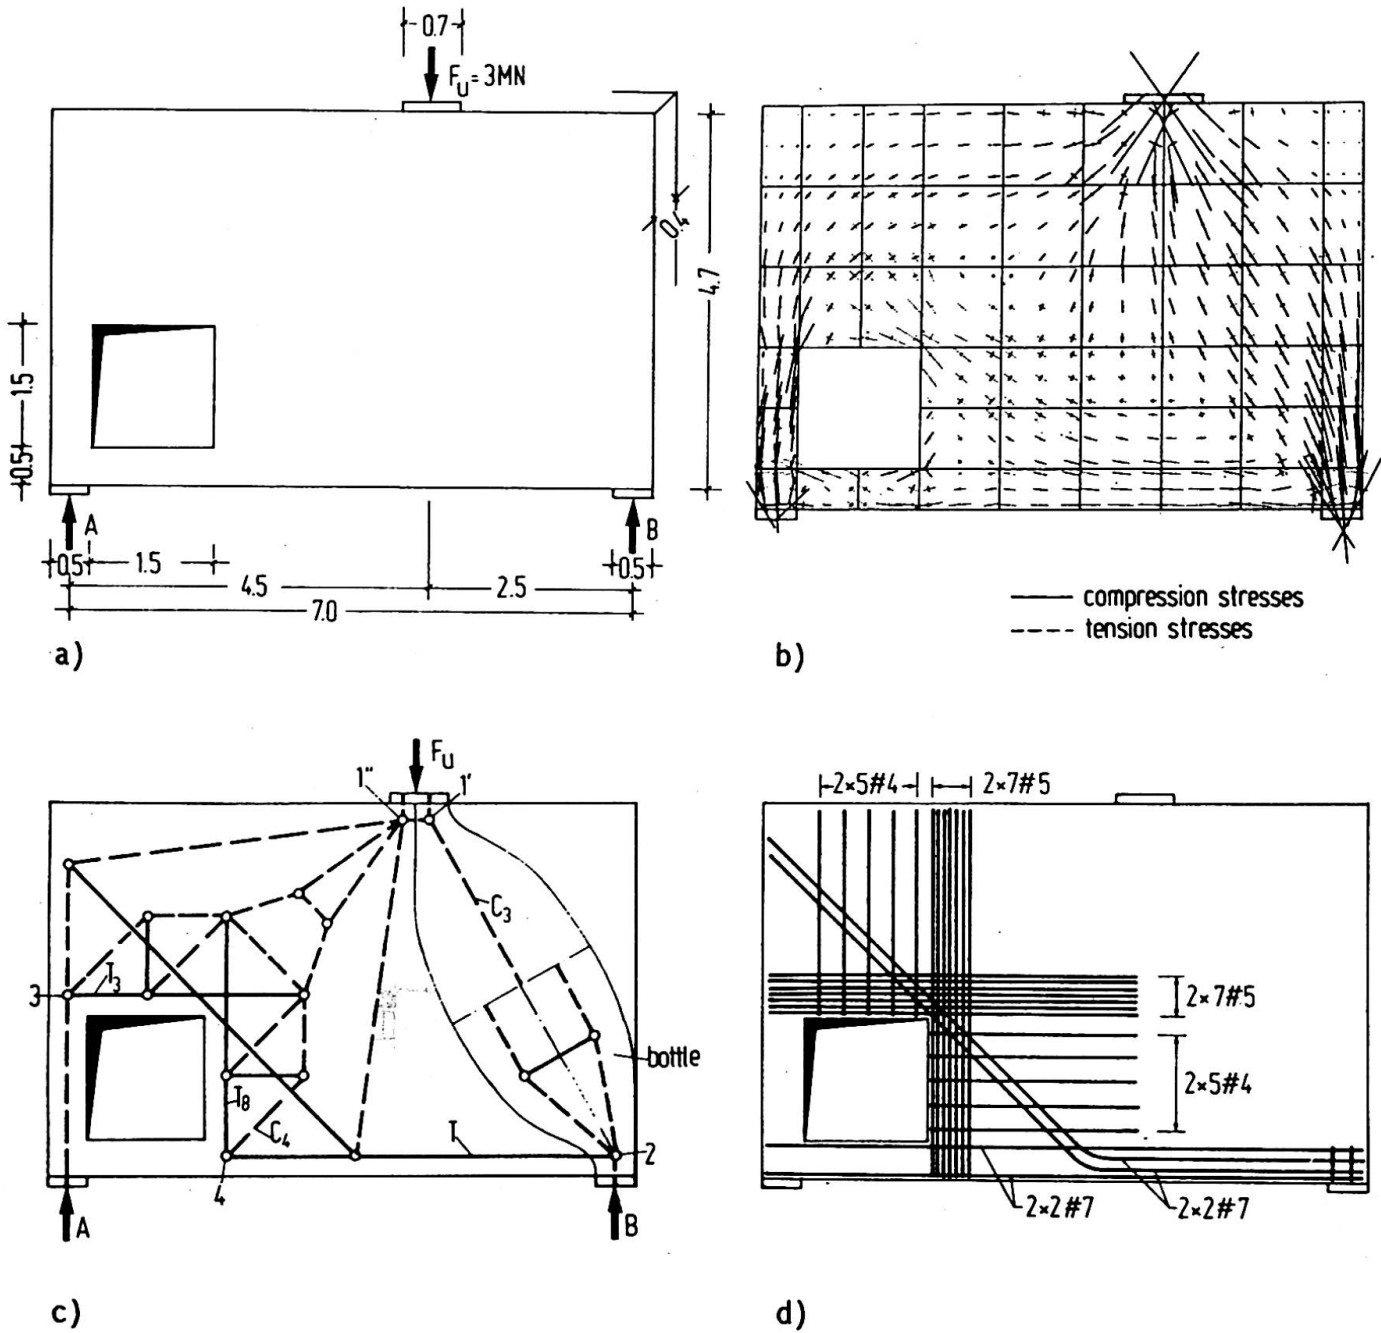 0.7
F_U = 3MN
0.4
4.7
1.5
0.5
A
B
0.5
1.5
0.5
4.5
2.5
7.0
a)
compression stresses
tension stresses
b)
F_U
1''
1'
C_3
3
T_3
bottle
T_8
C_4
T
2
4
A
B
c)
2×5#4
2×7#5
2×7#5
2×5#4
2×2#7
2×2#7
d)